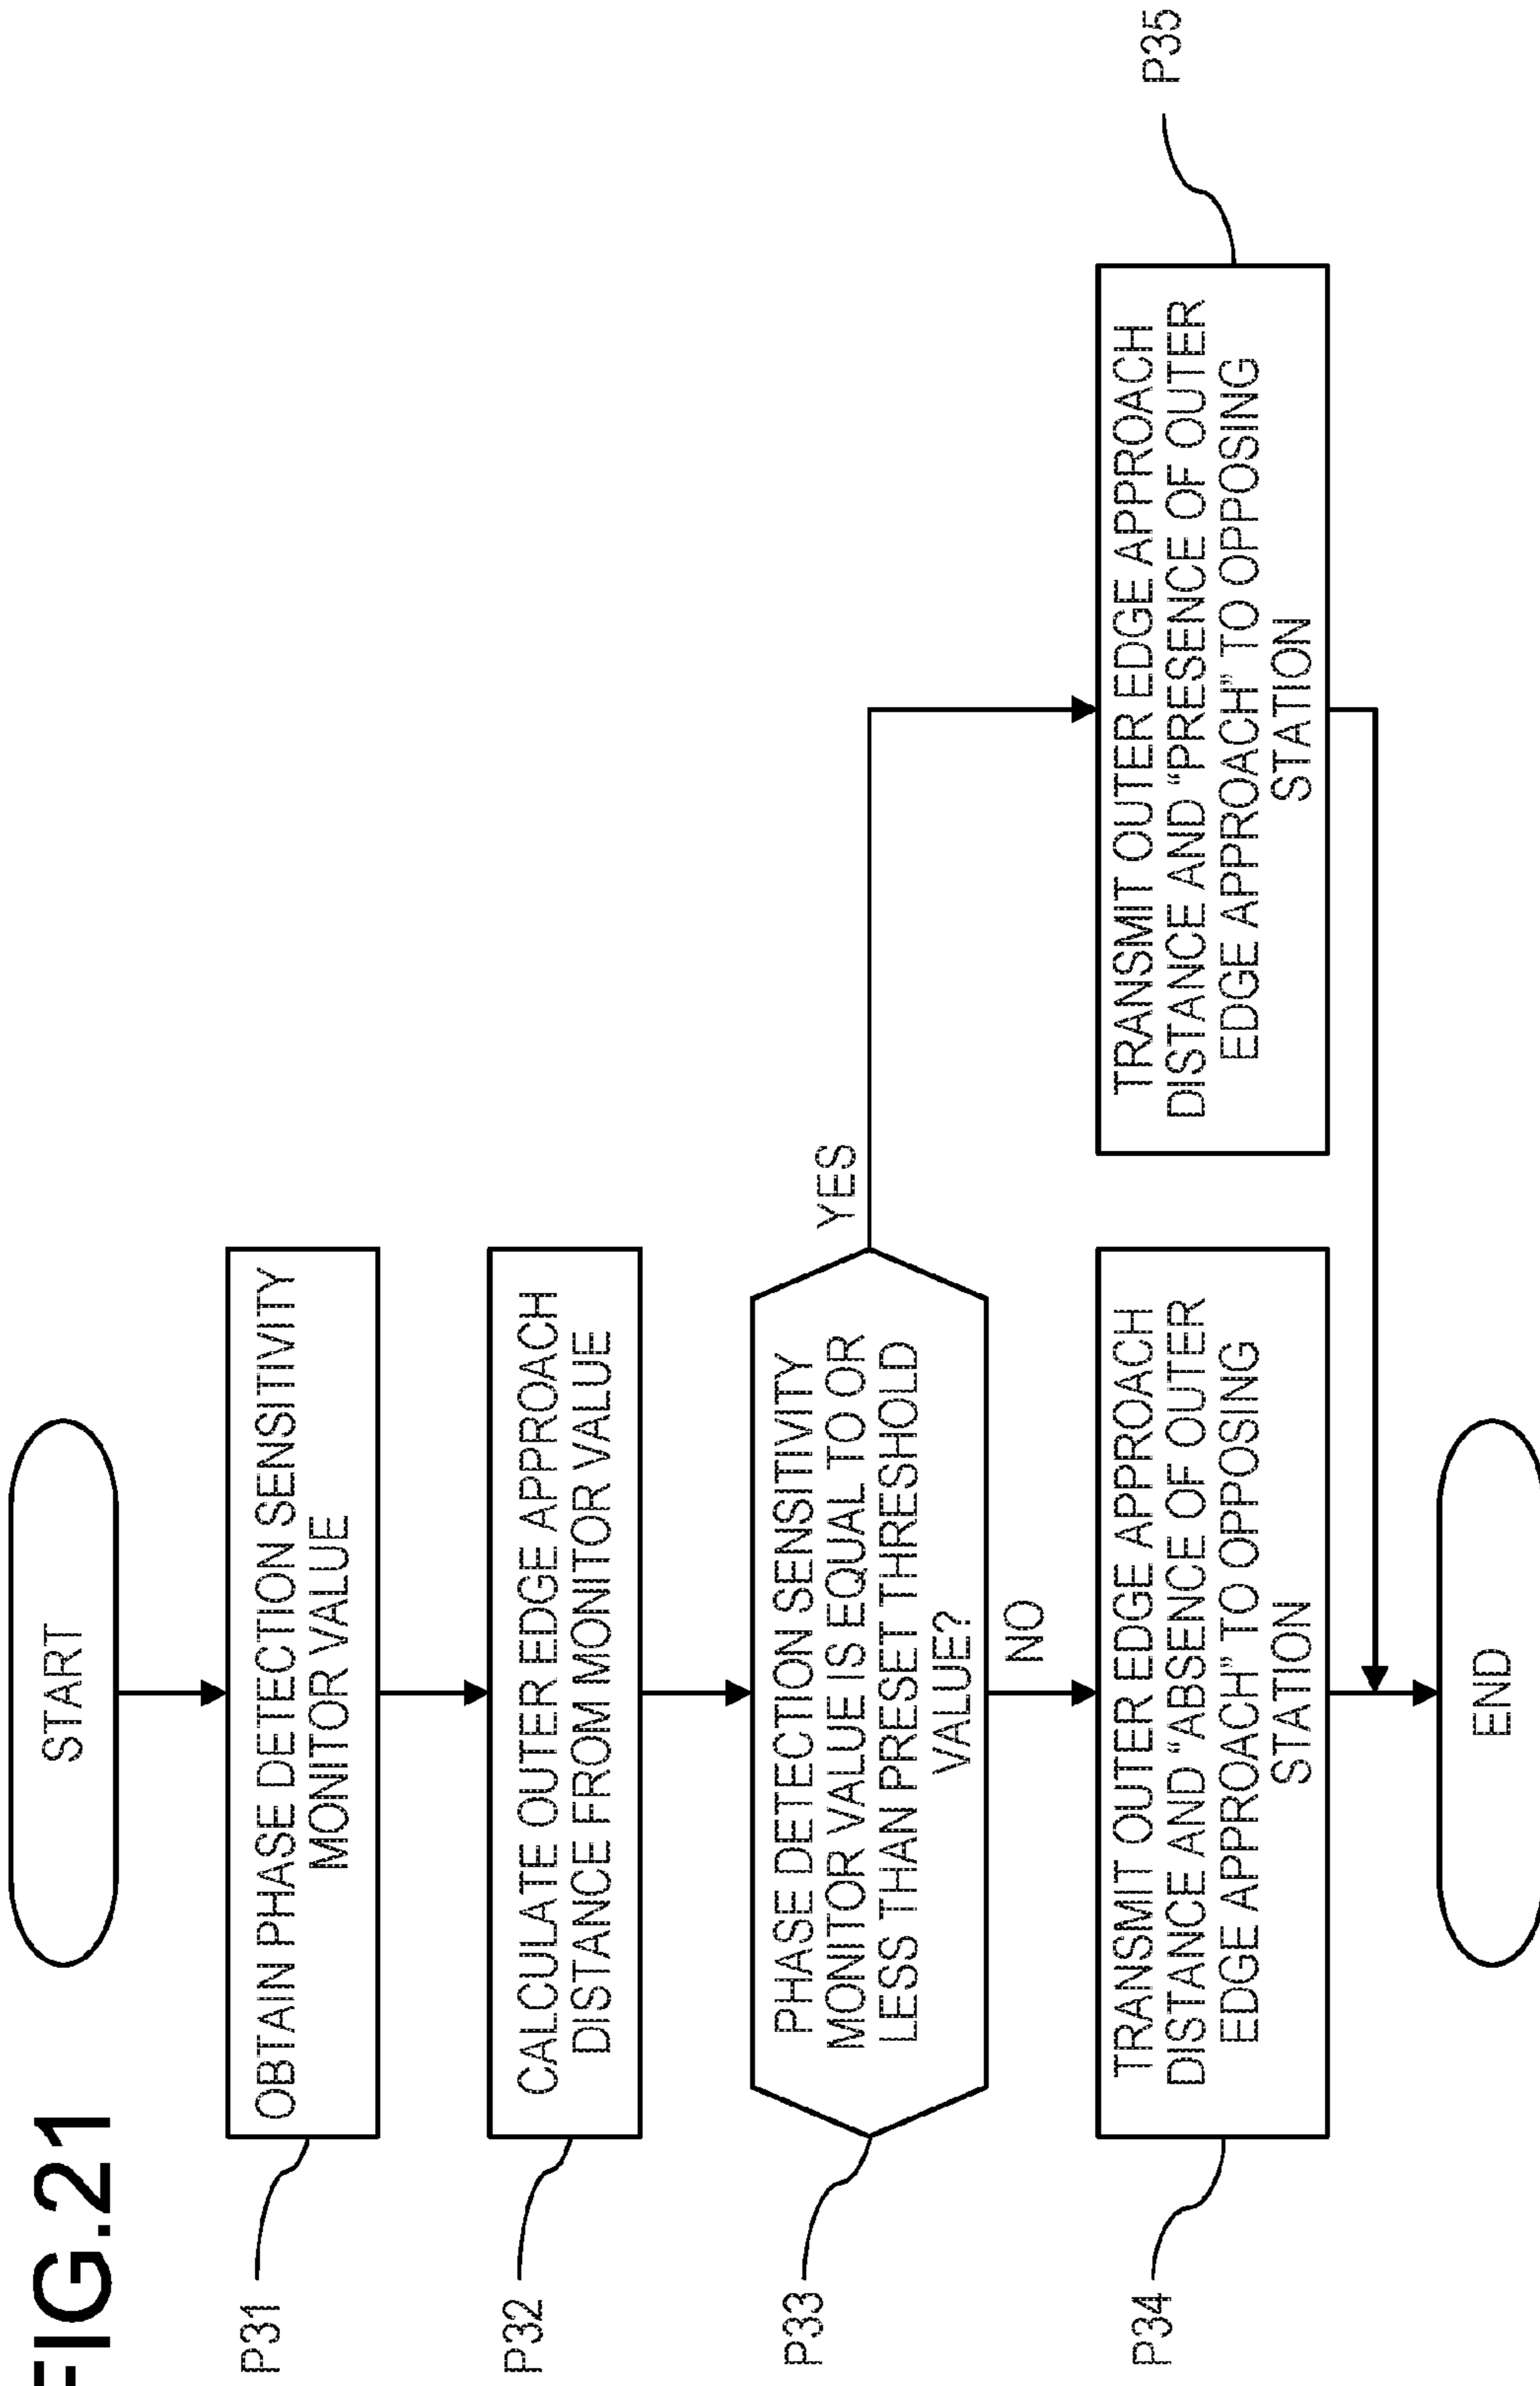 FIG.21
START
P31
OBTAIN PHASE DETECTION SENSITIVITY
MONITOR VALUE
P32
CALCULATE OUTER EDGE APPROACH
DISTANCE FROM MONITOR VALUE
P33
PHASE DETECTION SENSITIVITY
MONITOR VALUE IS EQUAL TO OR
LESS THAN PRESET THRESHOLD
VALUE?
YES
NO
P34
TRANSMIT OUTER EDGE APPROACH
DISTANCE AND "ABSENCE OF OUTER
EDGE APPROACH" TO OPPOSING
STATION
P35
TRANSMIT OUTER EDGE APPROACH
DISTANCE AND "PRESENCE OF OUTER
EDGE APPROACH" TO OPPOSING
STATION
END